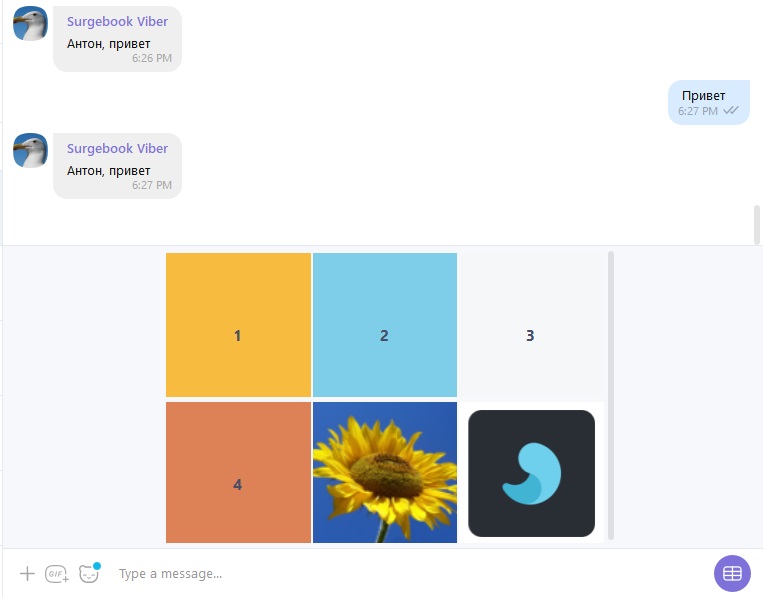 Surgebook Viber
Антон, привет
6:26 PM
Привет
6:27 PM
Surgebook Viber
Антон, привет
6:27 PM
1 2 3
4
GIF Type a message...